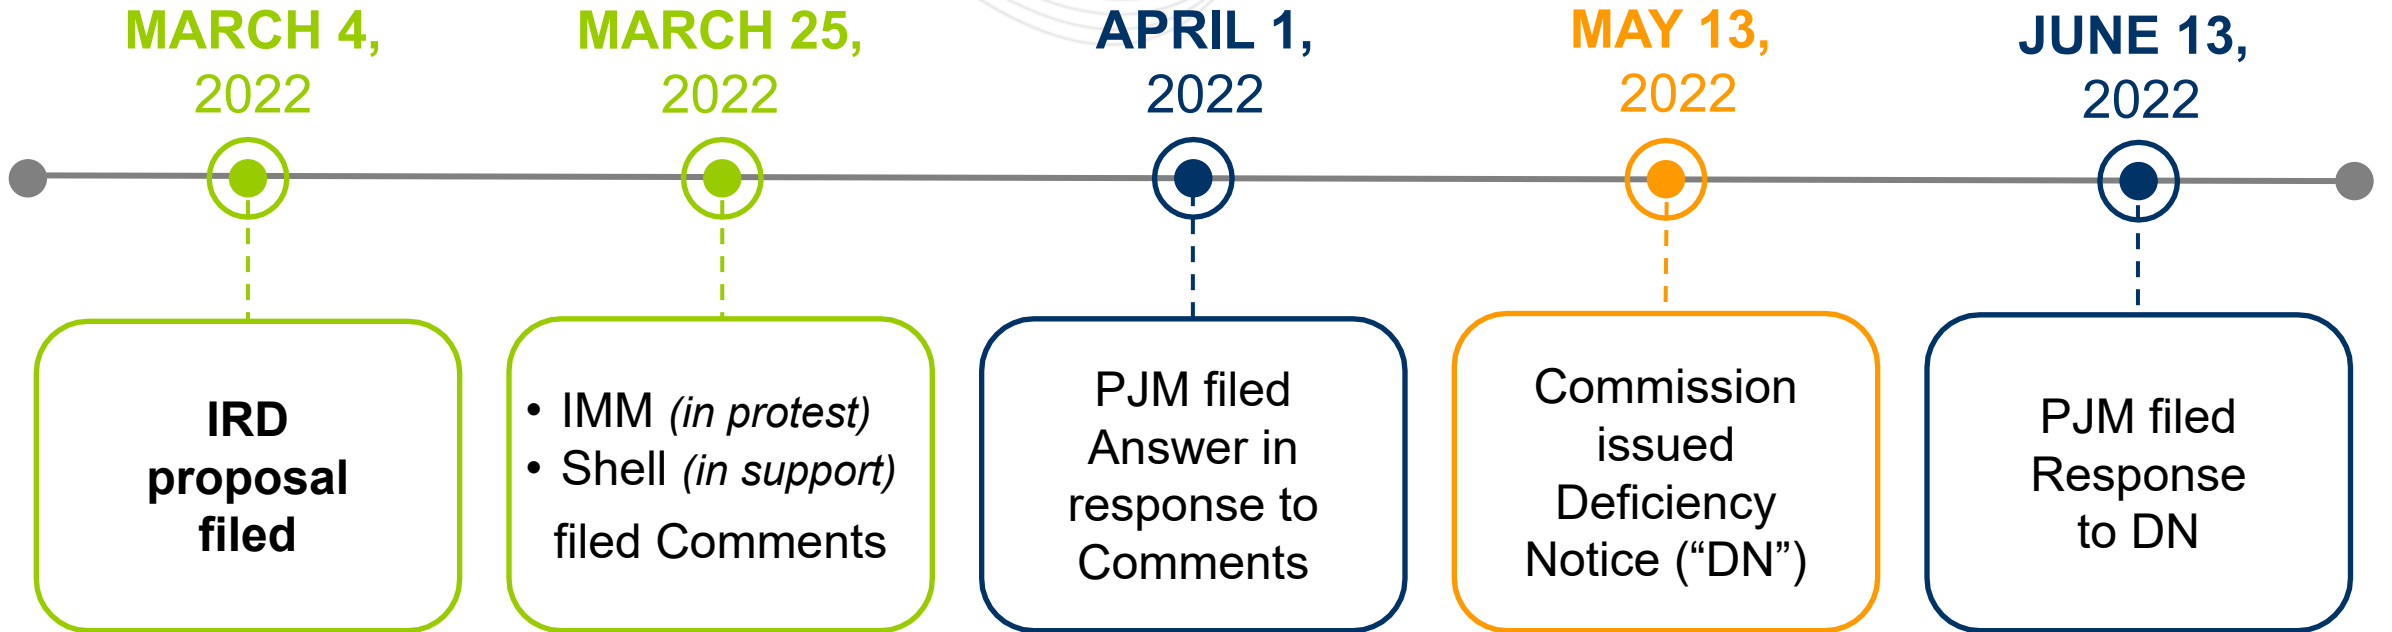 MARCH 4,
2022
MARCH 25,
2022
APRIL 1,
2022
MAY 13,
2022
JUNE 13,
2022
IRD
proposal
filed
• IMM (in protest)
• Shell (in support)
filed Comments
PJM filed
Answer in
response to
Comments
Commission
issued
Deficiency
Notice (“DN”)
PJM filed
Response
to DN